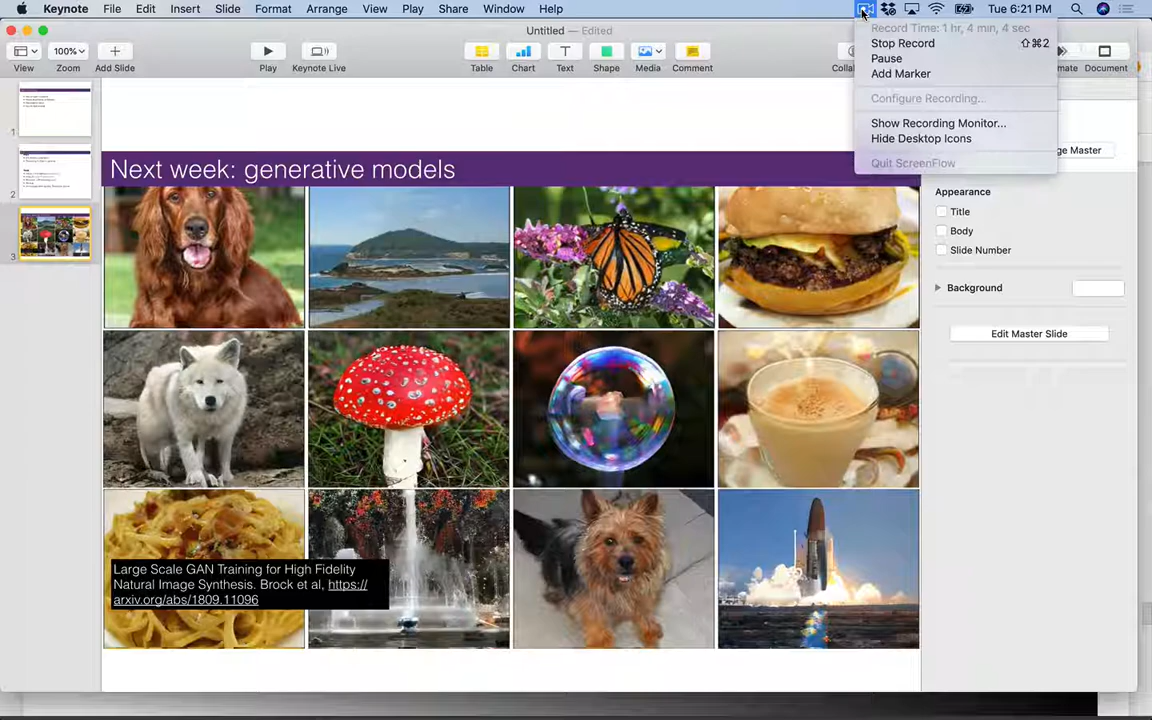 Keynote File Edit Insert Slide Format Arrange View Play Share Window Help Tue 6:21 PM
Record Time: 1 hr, 4 min, 4 sec
Stop Record ⇧⌘2
Pause
Add Marker
Configure Recording...
Show Recording Monitor...
Hide Desktop Icons
Quit ScreenFlow
Untitled — Edited
100%
View Zoom Add Slide Play Keynote Live Table Chart Text Shape Media Comment Document
1
2
3
Next week: generative models
Large Scale GAN Training for High Fidelity
Natural Image Synthesis. Brock et al, https://
arxiv.org/abs/1809.11096
Master
Appearance
Title
Body
Slide Number
Background
Edit Master Slide